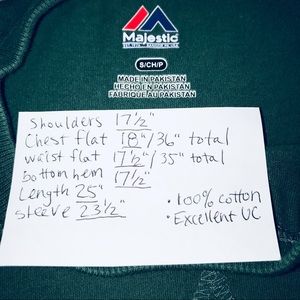 Majestic
S/CH/P
MADE IN PAKISTAN
HECHO EN PAKISTAN
FABRIQUÉ AU PAKISTAN
Shoulders 17½"
Chest flat 18"/36" total
waist flat 17½"/35" total
bottom hem 17½"
Length 25"
sleeve 23½"
• 100% cotton
• Excellent UC